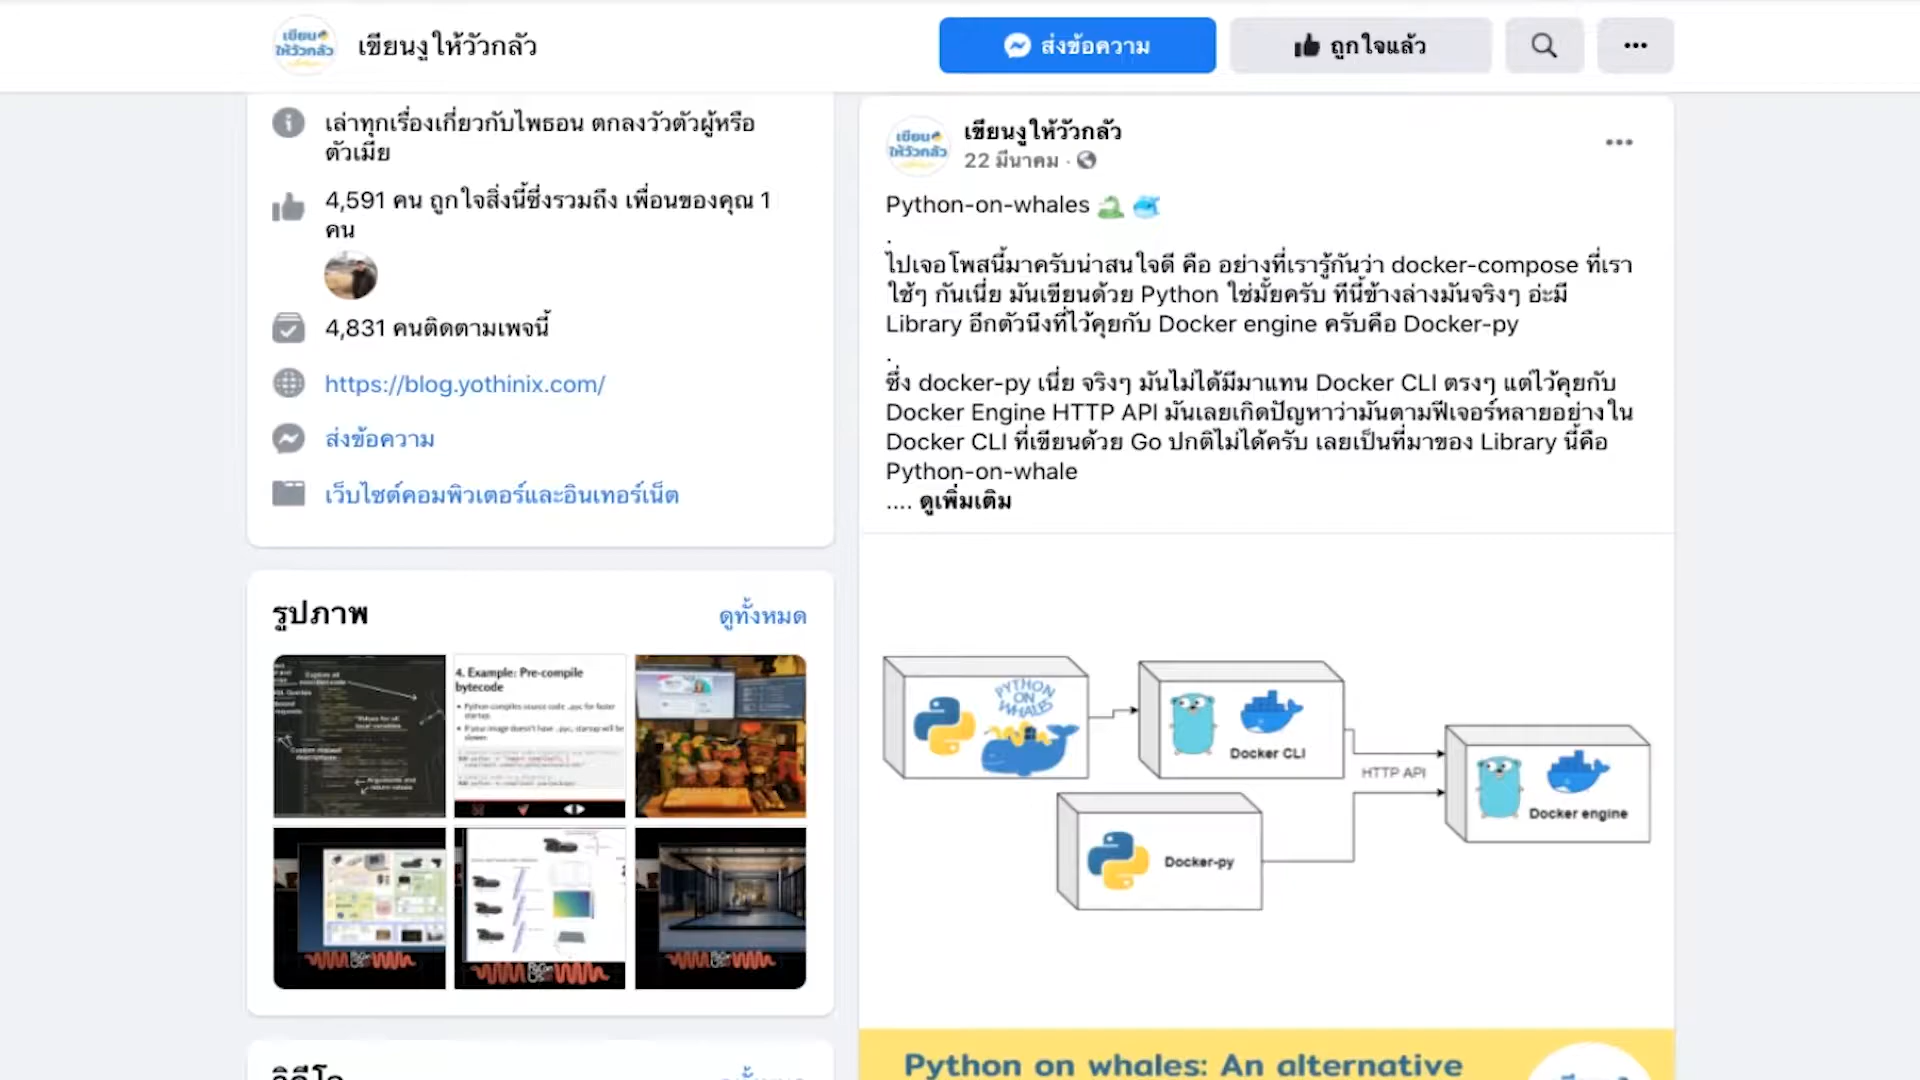 เขียนงูให้วัวกลัว
ส่งข้อความ
ถูกใจแล้ว
เล่าทุกเรื่องเกี่ยวกับไพธอน ตกลงวัวตัวผู้หรือ
ตัวเมีย
4,591 คน ถูกใจสิ่งนี้ซึ่งรวมถึง เพื่อนของคุณ 1
คน
4,831 คนติดตามเพจนี้
https://blog.yothinix.com/
ส่งข้อความ
เว็บไซต์คอมพิวเตอร์และอินเทอร์เน็ต
รูปภาพ
ดูทั้งหมด
4. Example: Pre-compile
bytecode
เขียนงูให้วัวกลัว
22 มีนาคม ·
Python-on-whales
.
ไปเจอโพสนี้มาครับน่าสนใจดี คือ อย่างที่เรารู้กันว่า docker-compose ที่เรา
ใช้ๆ กันเนี่ย มันเขียนด้วย Python ใช่มั้ยครับ ทีนี้ข้างล่างมันจริงๆ อ่ะมี
Library อีกตัวนึงที่ไว้คุยกับ Docker engine ครับคือ Docker-py
.
ซึ่ง docker-py เนี่ย จริงๆ มันไม่ได้มีมาแทน Docker CLI ตรงๆ แต่ไว้คุยกับ
Docker Engine HTTP API มันเลยเกิดปัญหาว่ามันตามฟีเจอร์หลายอย่างใน
Docker CLI ที่เขียนด้วย Go ปกติไม่ได้ครับ เลยเป็นที่มาของ Library นี้คือ
Python-on-whale
.... ดูเพิ่มเติม
PYTHON
ON
WHALES
Docker CLI
HTTP API
Docker engine
Docker-py
Python on whales: An alternative